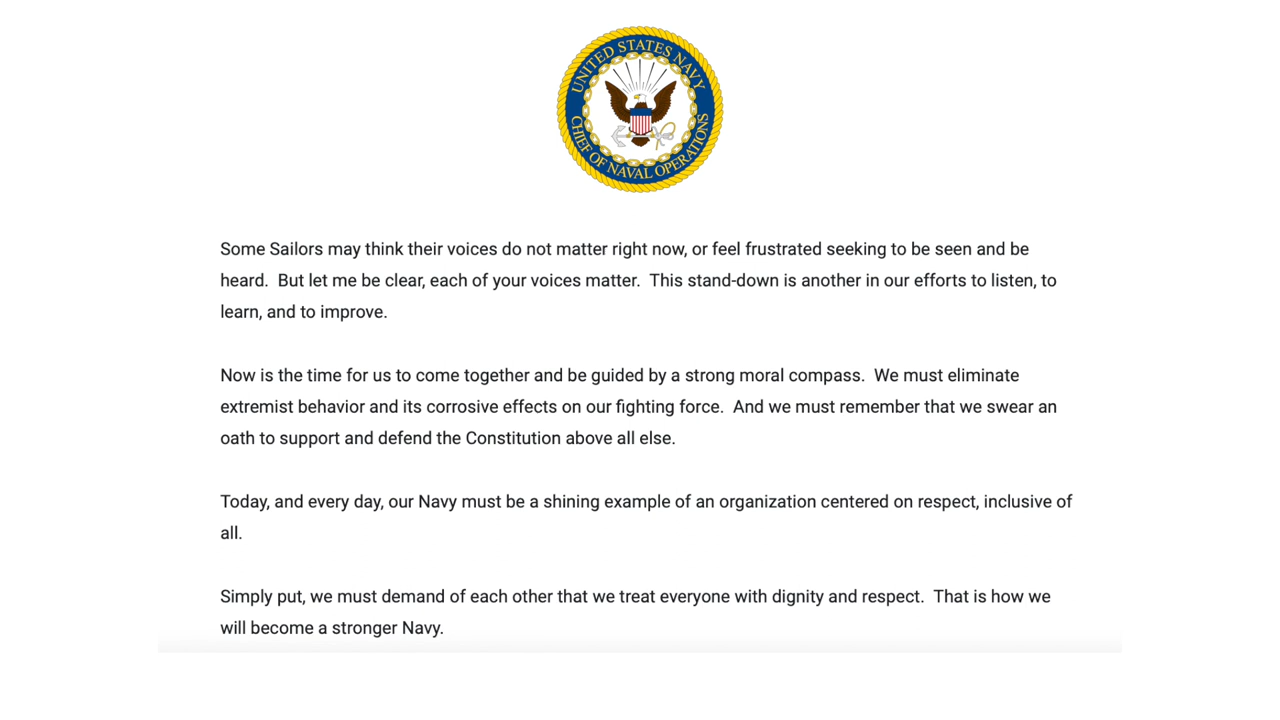 UNITED STATES NAVY
CHIEF OF NAVAL OPERATIONS
Some Sailors may think their voices do not matter right now, or feel frustrated seeking to be seen and be
heard.  But let me be clear, each of your voices matter.  This stand-down is another in our efforts to listen, to
learn, and to improve.
Now is the time for us to come together and be guided by a strong moral compass.  We must eliminate
extremist behavior and its corrosive effects on our fighting force.  And we must remember that we swear an
oath to support and defend the Constitution above all else.
Today, and every day, our Navy must be a shining example of an organization centered on respect, inclusive of
all.
Simply put, we must demand of each other that we treat everyone with dignity and respect.  That is how we
will become a stronger Navy.